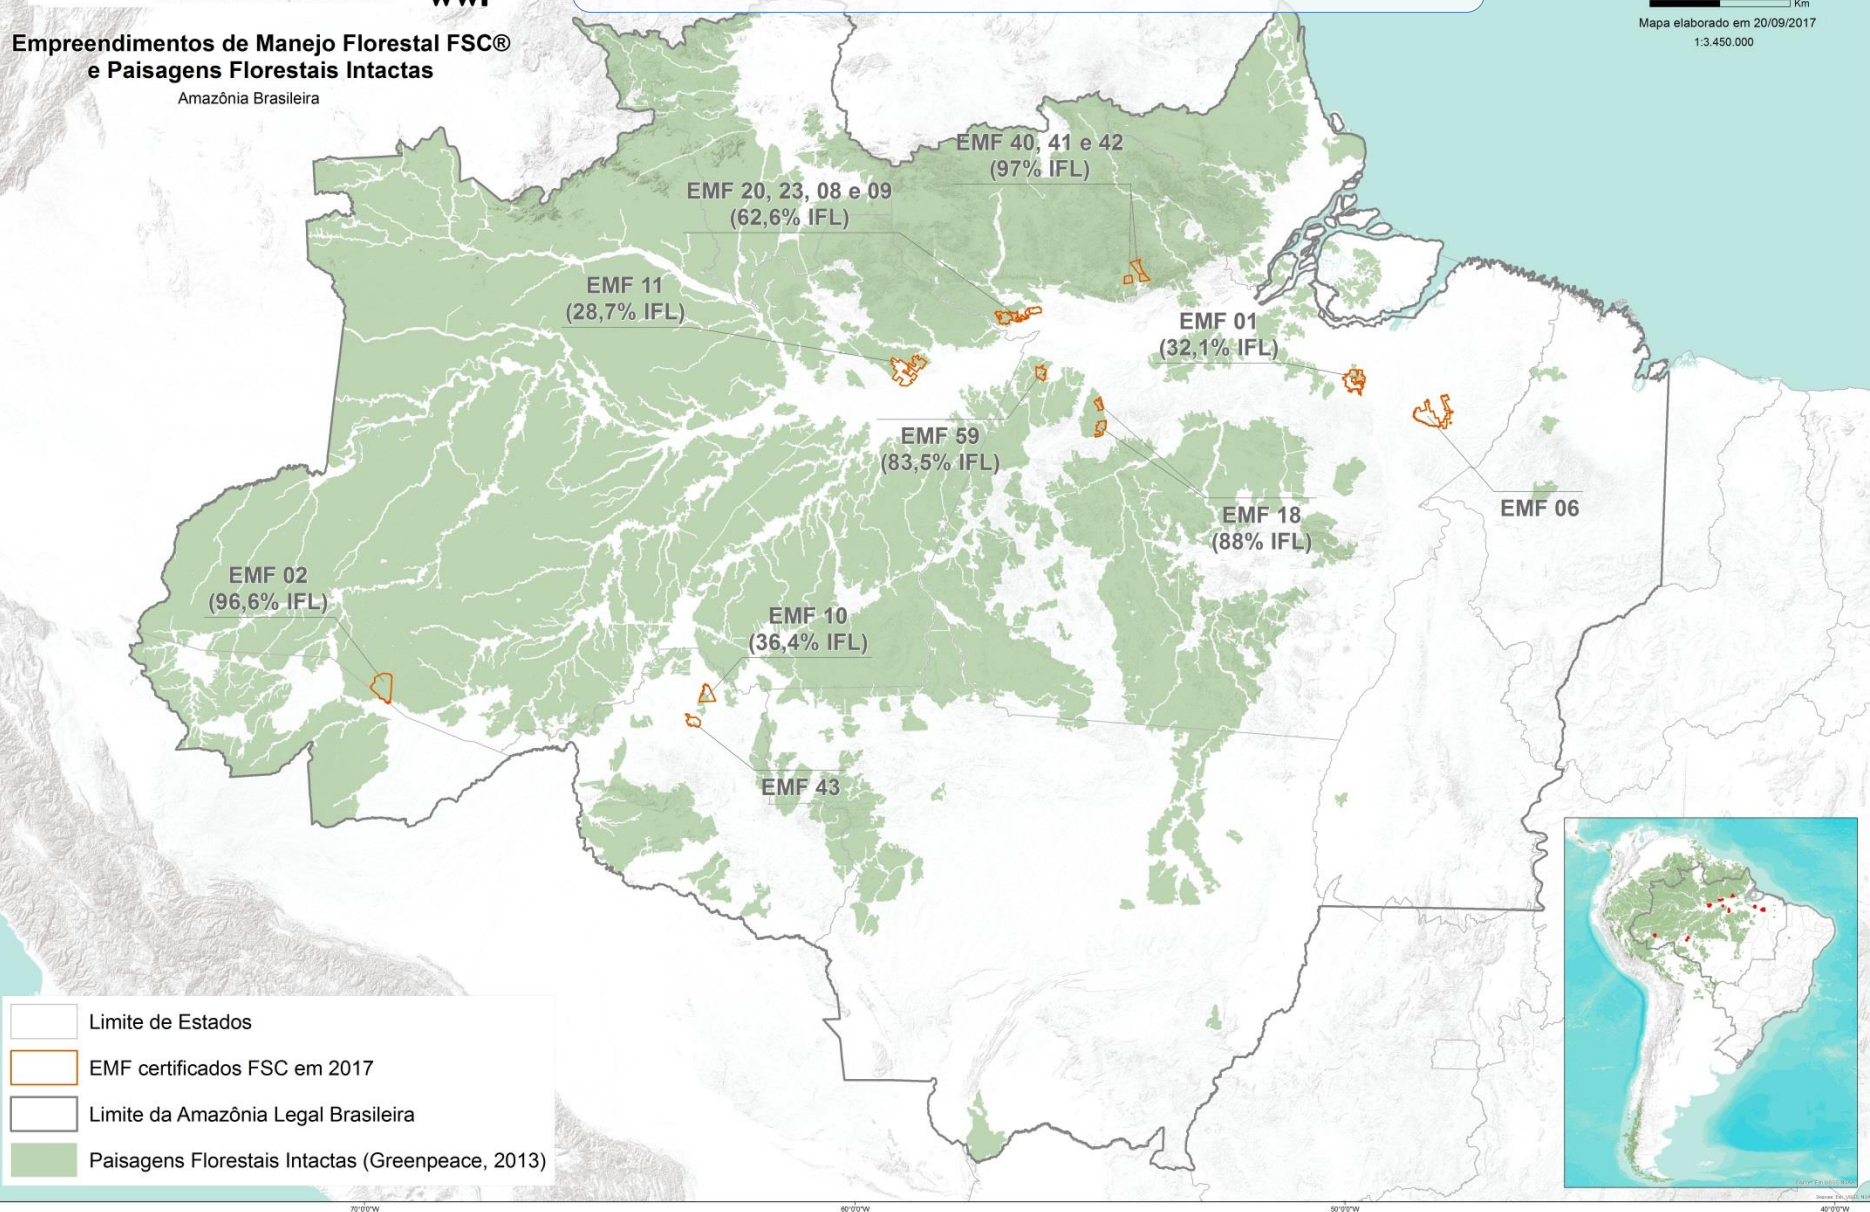 WWF
Km
Mapa elaborado em 20/09/2017
1:3.450.000
Empreendimentos de Manejo Florestal FSC®
e Paisagens Florestais Intactas
Amazônia Brasileira
EMF 40, 41 e 42
(97% IFL)
EMF 20, 23, 08 e 09
(62,6% IFL)
EMF 11
(28,7% IFL)
EMF 01
(32,1% IFL)
EMF 59
(83,5% IFL)
EMF 18
(88% IFL)
EMF 06
EMF 02
(96,6% IFL)
EMF 10
(36,4% IFL)
EMF 43
Limite de Estados
EMF certificados FSC em 2017
Limite da Amazônia Legal Brasileira
Paisagens Florestais Intactas (Greenpeace, 2013)
70°0'0"W
60°0'0"W
50°0'0"W
40°0'0"W